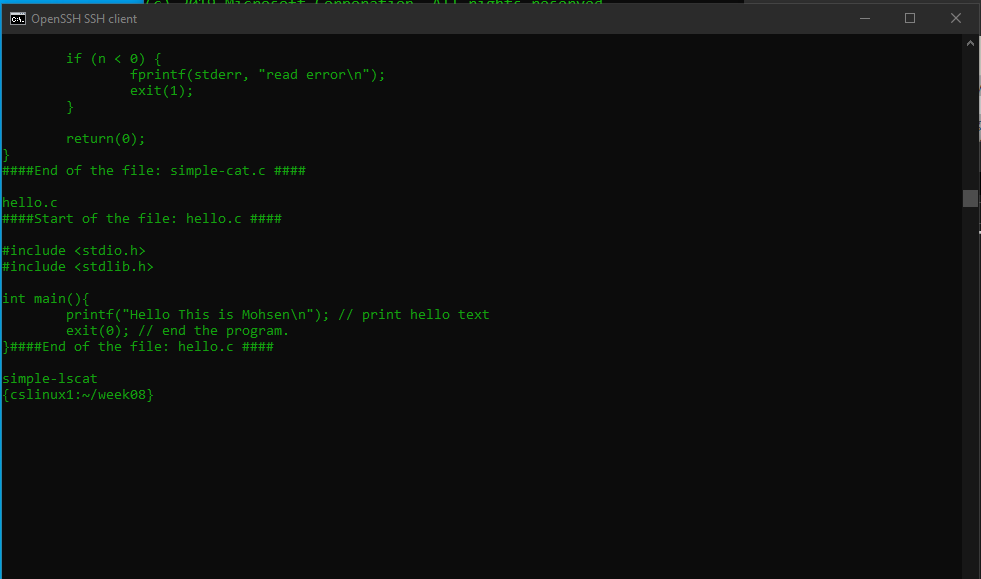 (c) 2019 Microsoft Corporation. All rights reserved.
OpenSSH SSH client
if (n < 0) {
fprintf(stderr, "read error\n");
exit(1);
}
return(0);
}
####End of the file: simple-cat.c ####
hello.c
####Start of the file: hello.c ####
#include <stdio.h>
#include <stdlib.h>
int main(){
printf("Hello This is Mohsen\n"); // print hello text
exit(0); // end the program.
}####End of the file: hello.c ####
simple-lscat
{cslinux1:~/week08}